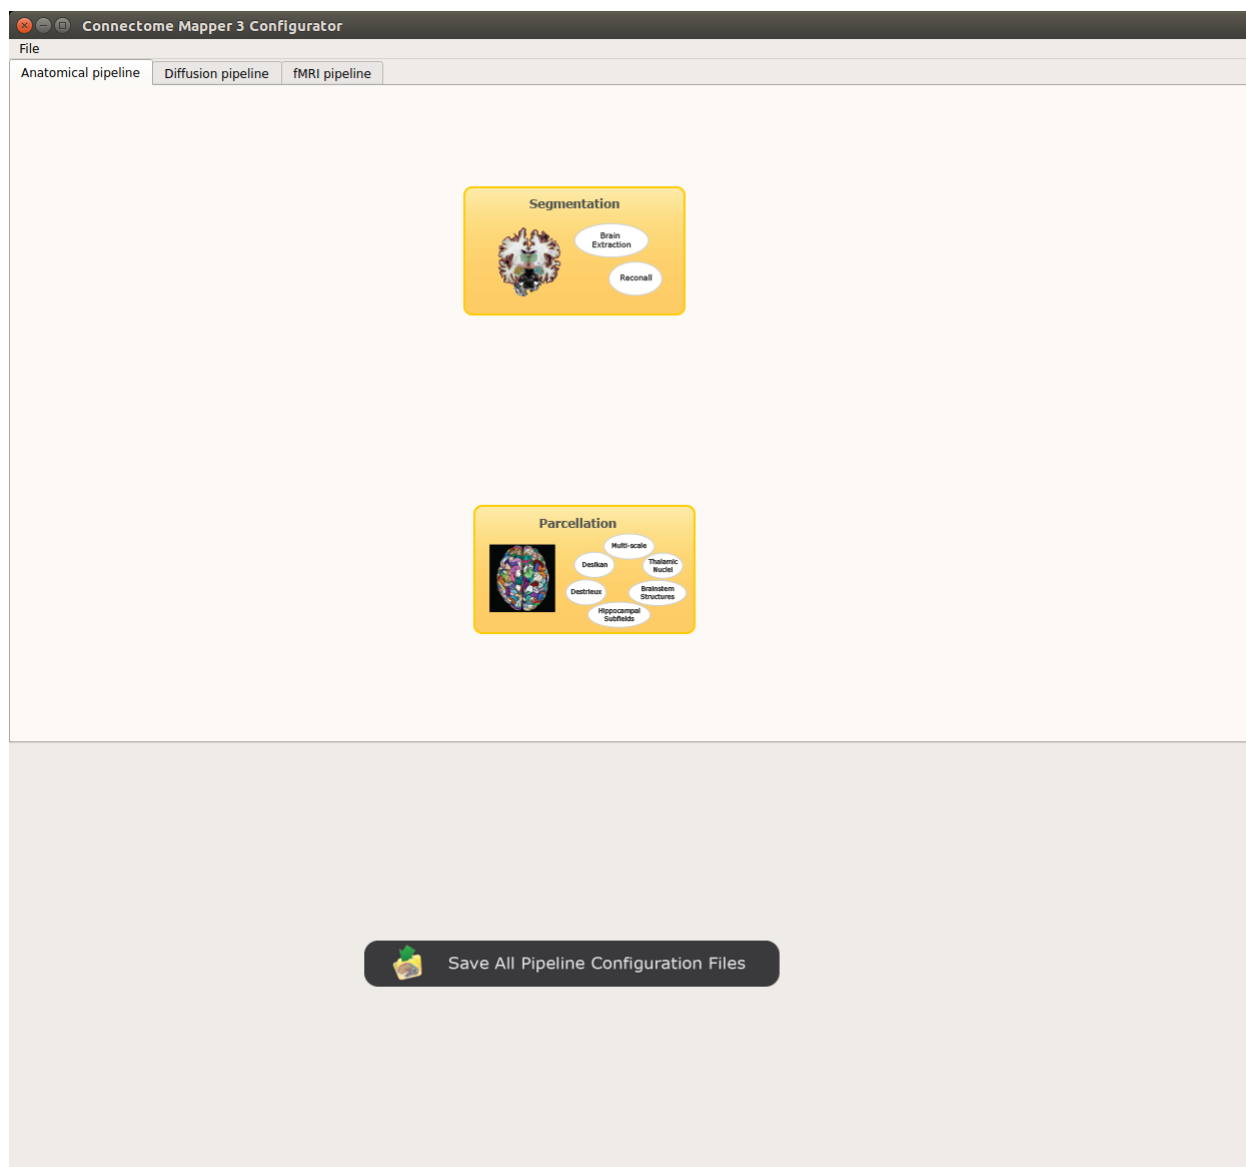 Connectome Mapper 3 Configurator
File
Anatomical pipeline
Diffusion pipeline
fMRI pipeline
Segmentation
Brain
Extraction
Reconall
Parcellation
Multi-scale
Desikan
Thalamic
Nuclei
Destrieux
Brainstem
Structures
Hippocampal
Subfields
Save All Pipeline Configuration Files